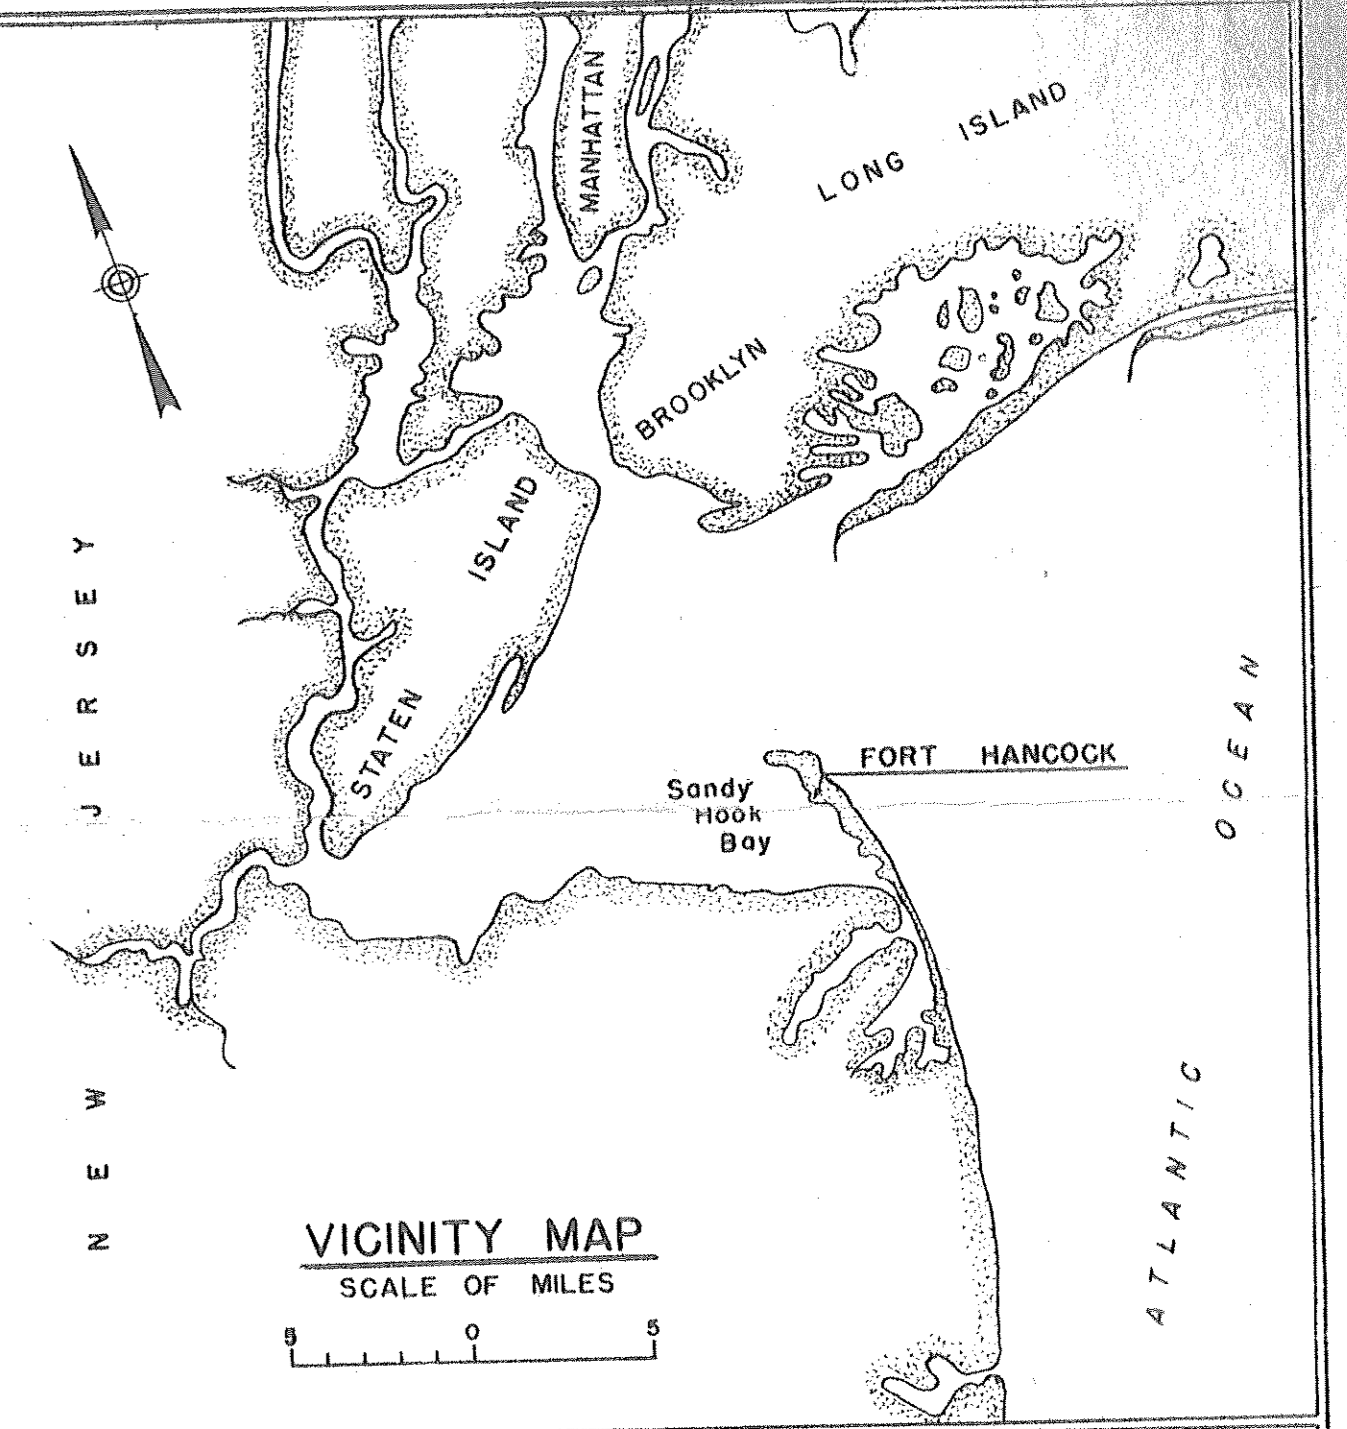 MANHATTAN
LONG ISLAND
BROOKLYN
STATEN ISLAND
NEW JERSEY
FORT HANCOCK
Sandy
Hook
Bay
ATLANTIC OCEAN
VICINITY MAP
SCALE OF MILES
5 0 5